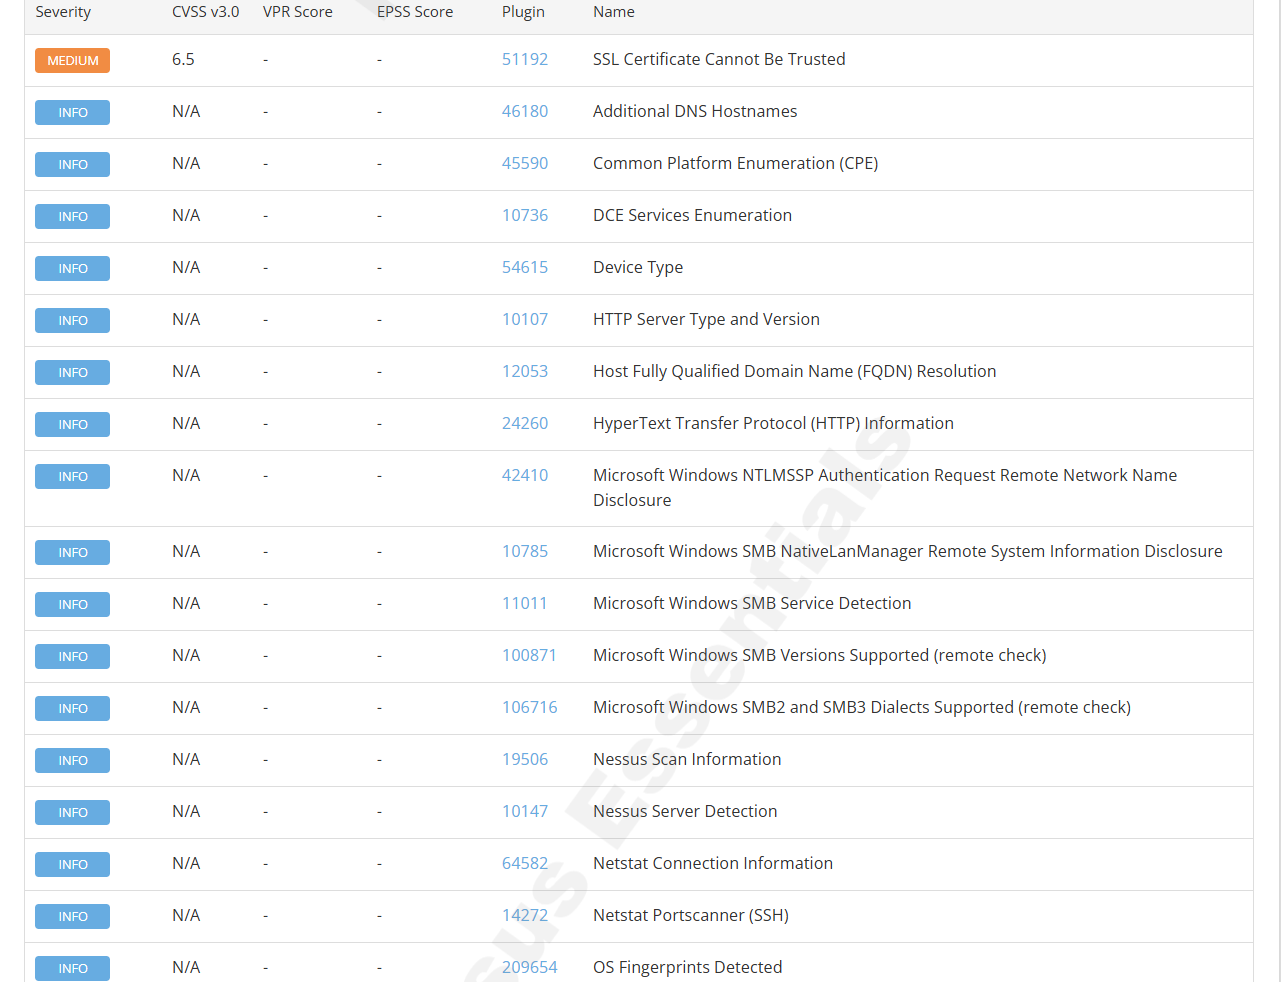 Severity CVSS v3.0 VPR Score EPSS Score Plugin Name
MEDIUM 6.5 - - 51192 SSL Certificate Cannot Be Trusted
INFO N/A - - 46180 Additional DNS Hostnames
INFO N/A - - 45590 Common Platform Enumeration (CPE)
INFO N/A - - 10736 DCE Services Enumeration
INFO N/A - - 54615 Device Type
INFO N/A - - 10107 HTTP Server Type and Version
INFO N/A - - 12053 Host Fully Qualified Domain Name (FQDN) Resolution
INFO N/A - - 24260 HyperText Transfer Protocol (HTTP) Information
INFO N/A - - 42410 Microsoft Windows NTLMSSP Authentication Request Remote Network Name
Disclosure
INFO N/A - - 10785 Microsoft Windows SMB NativeLanManager Remote System Information Disclosure
INFO N/A - - 11011 Microsoft Windows SMB Service Detection
INFO N/A - - 100871 Microsoft Windows SMB Versions Supported (remote check)
INFO N/A - - 106716 Microsoft Windows SMB2 and SMB3 Dialects Supported (remote check)
INFO N/A - - 19506 Nessus Scan Information
INFO N/A - - 10147 Nessus Server Detection
INFO N/A - - 64582 Netstat Connection Information
INFO N/A - - 14272 Netstat Portscanner (SSH)
INFO N/A - - 209654 OS Fingerprints Detected
sus Essentials